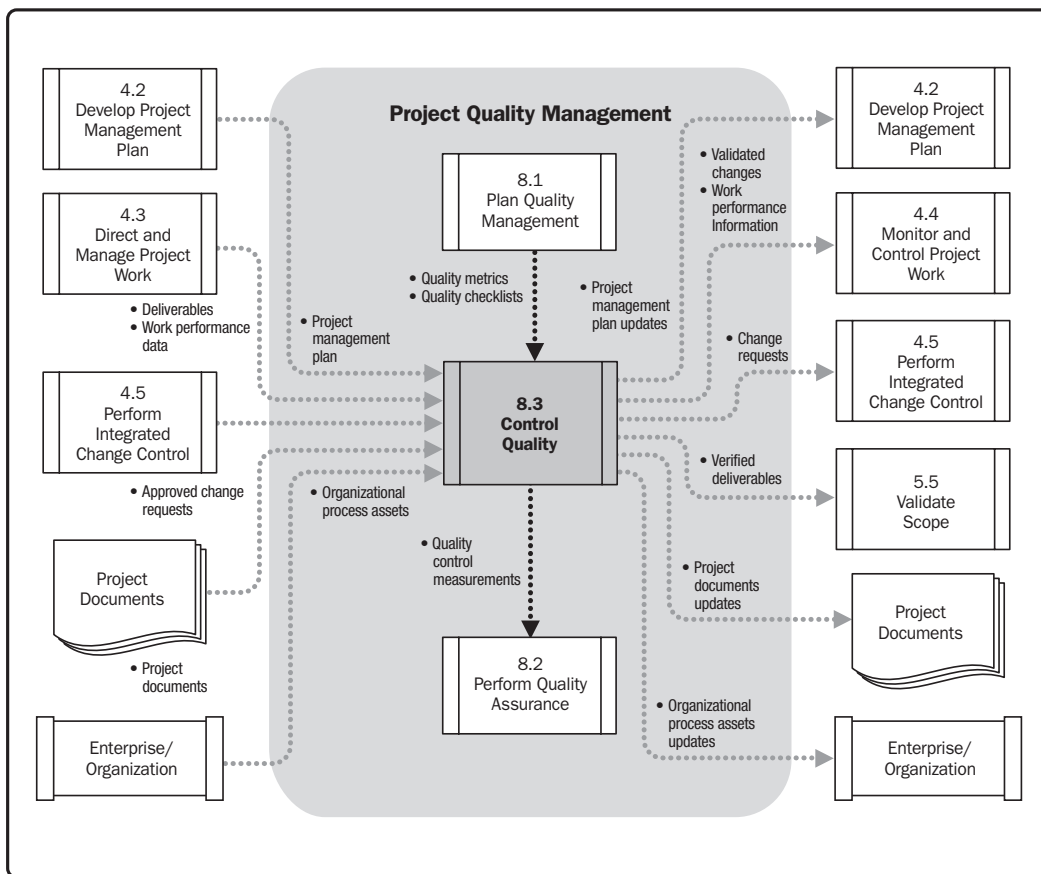 Project Quality Management
4.2
Develop Project
Management
Plan
4.3
Direct and
Manage Project
Work
• Deliverables
• Work performance
data
4.5
Perform
Integrated
Change Control
• Approved change
requests
Project
Documents
• Project
documents
Enterprise/
Organization
• Project
management
plan
• Organizational
process assets
8.1
Plan Quality
Management
• Quality metrics
• Quality checklists
8.3
Control
Quality
• Quality
control
measurements
8.2
Perform Quality
Assurance
• Validated
changes
• Work
performance
Information
• Project
management
plan updates
• Change
requests
• Verified
deliverables
• Project
documents
updates
• Organizational
process assets
updates
4.2
Develop Project
Management
Plan
4.4
Monitor and
Control Project
Work
4.5
Perform
Integrated
Change Control
5.5
Validate
Scope
Project
Documents
Enterprise/
Organization